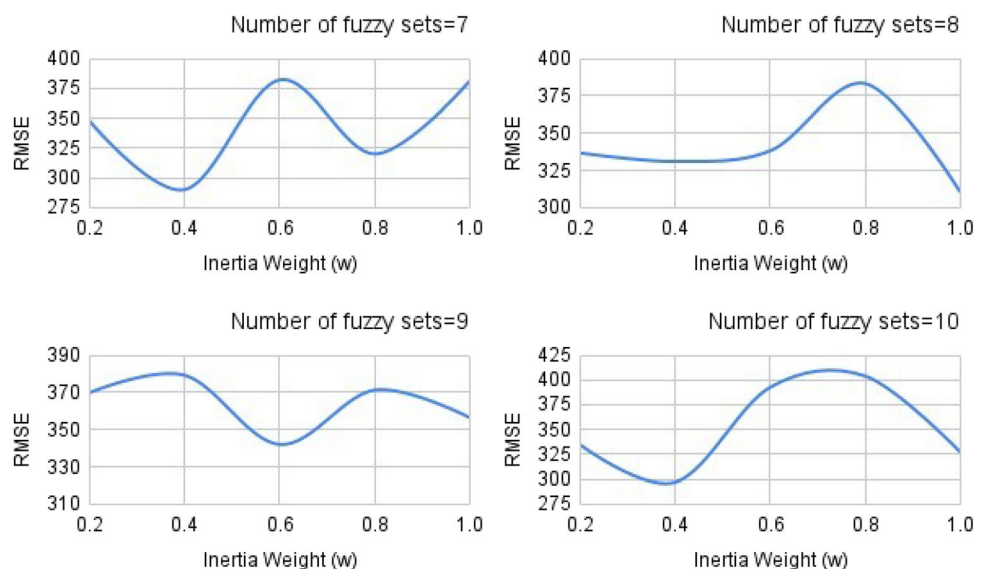 Number of fuzzy sets=7
400
375
350
325
300
275
RMSE
0.2 0.4 0.6 0.8 1.0
Inertia Weight (w)
Number of fuzzy sets=8
400
375
350
325
300
RMSE
0.2 0.4 0.6 0.8 1.0
Inertia Weight (w)
Number of fuzzy sets=9
390
370
350
330
310
RMSE
0.2 0.4 0.6 0.8 1.0
Inertia Weight (w)
Number of fuzzy sets=10
425
400
375
350
325
300
275
RMSE
0.2 0.4 0.6 0.8 1.0
Inertia Weight (w)